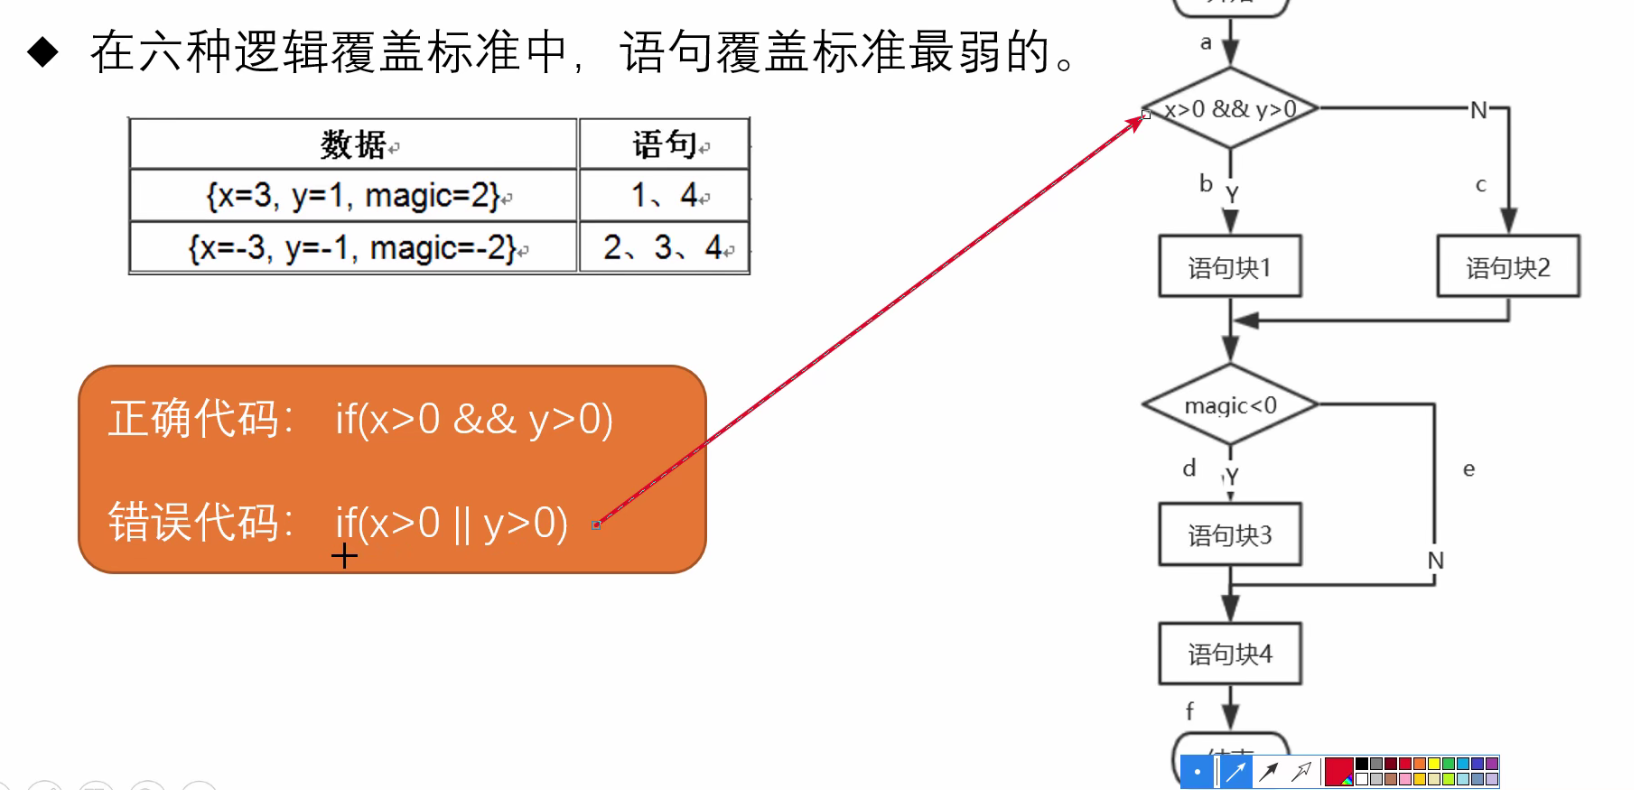 ◆ 在六种逻辑覆盖标准中，语句覆盖标准最弱的。
数据 语句
{x=3, y=1, magic=2} 1、4
{x=-3, y=-1, magic=-2} 2、3、4
正确代码： if(x>0 && y>0)
错误代码： if(x>0 || y>0)
a
x>0 && y>0
N
b
Y
c
语句块1
语句块2
magic<0
d
Y
e
语句块3
N
语句块4
f